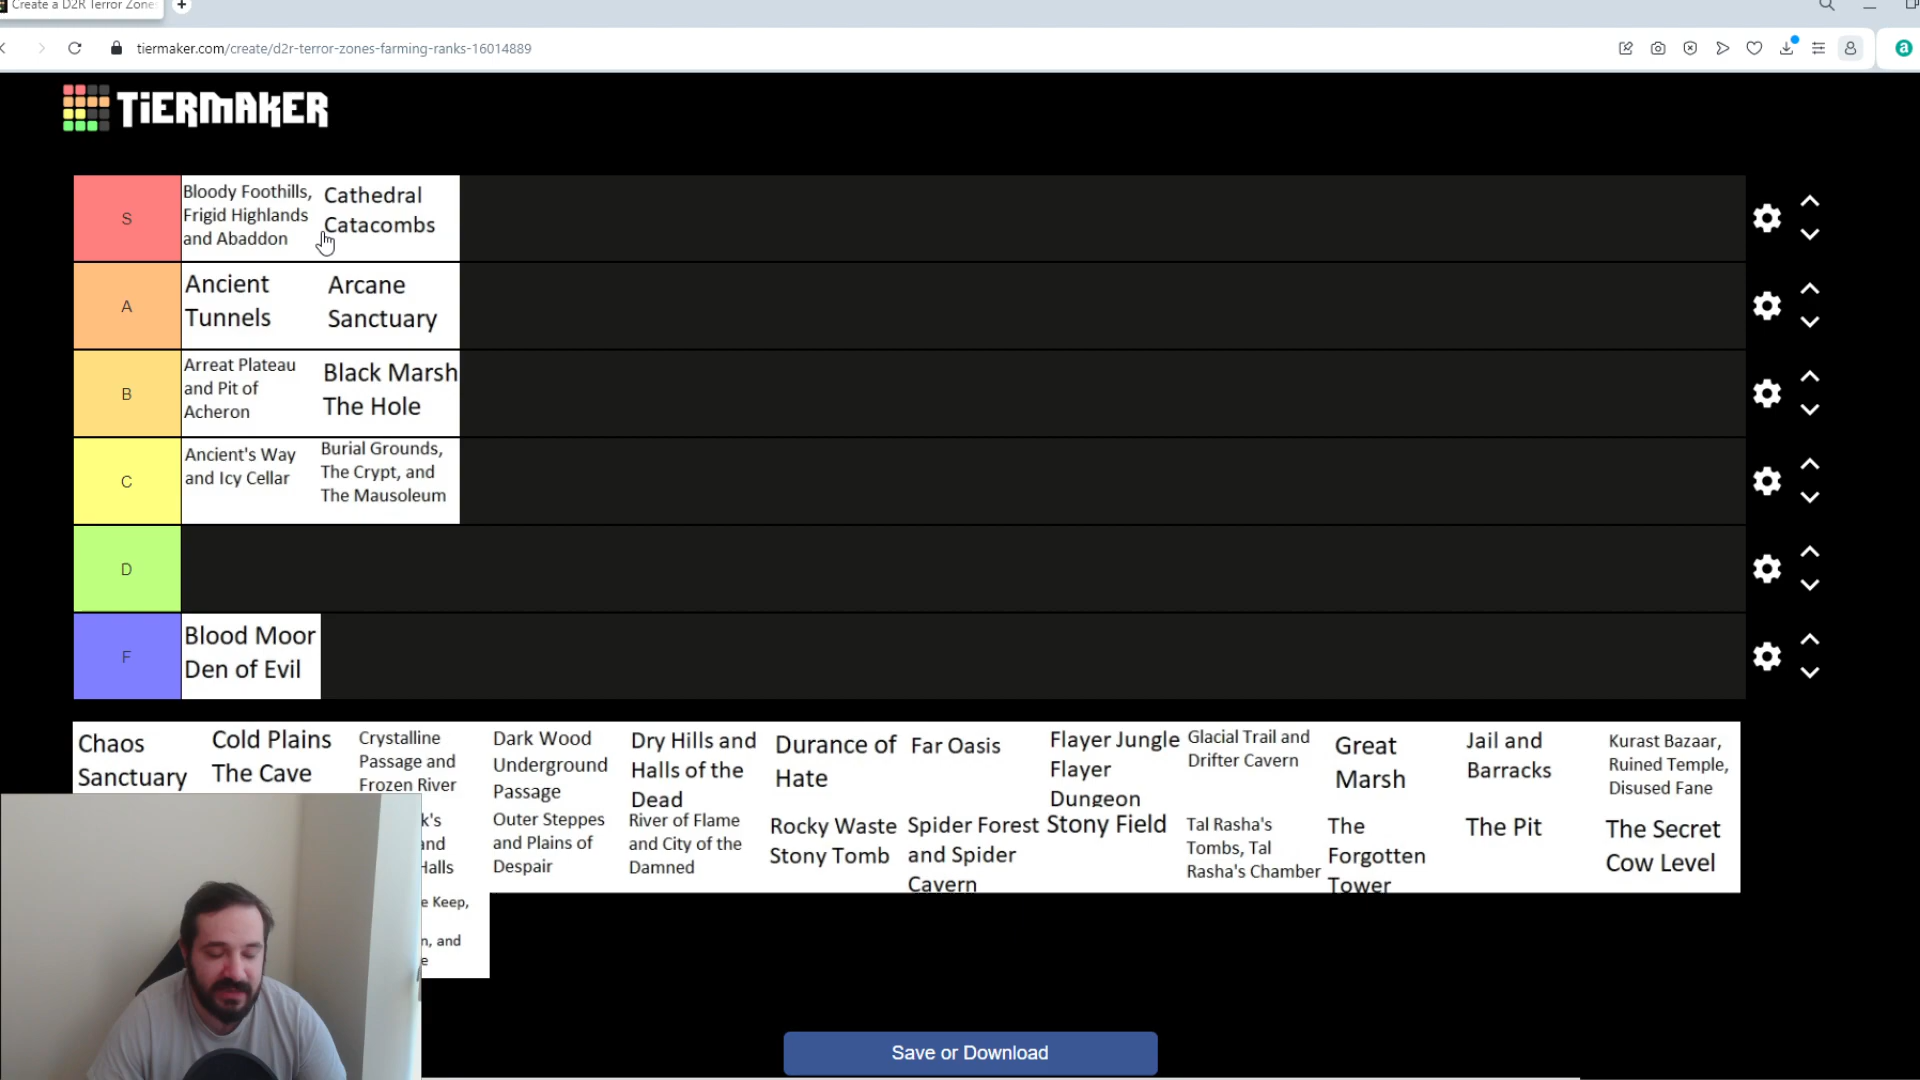 Create a D2R Terror Zone
tiermaker.com/create/d2r-terror-zones-farming-ranks-16014889
a
TiERMAKER
S
Bloody Foothills,
Frigid Highlands
and Abaddon
Cathedral
Catacombs
A
Ancient
Tunnels
Arcane
Sanctuary
B
Arreat Plateau
and Pit of
Acheron
Black Marsh
The Hole
C
Ancient's Way
and Icy Cellar
Burial Grounds,
The Crypt, and
The Mausoleum
D
F
Blood Moor
Den of Evil
Chaos
Sanctuary
Cold Plains
The Cave
Crystalline
Passage and
Frozen River
Dark Wood
Underground
Passage
Dry Hills and
Halls of the
Dead
Durance of
Hate
Far Oasis
Flayer Jungle
Flayer
Dungeon
Glacial Trail and
Drifter Cavern
Great
Marsh
Jail and
Barracks
Kurast Bazaar,
Ruined Temple,
Disused Fane
k's
and
Halls
Outer Steppes
and Plains of
Despair
River of Flame
and City of the
Damned
Rocky Waste
Stony Tomb
Spider Forest
and Spider
Cavern
Stony Field
Tal Rasha's
Tombs, Tal
Rasha's Chamber
The
Forgotten
Tower
The Pit
The Secret
Cow Level
e Keep,
n, and
e
Save or Download